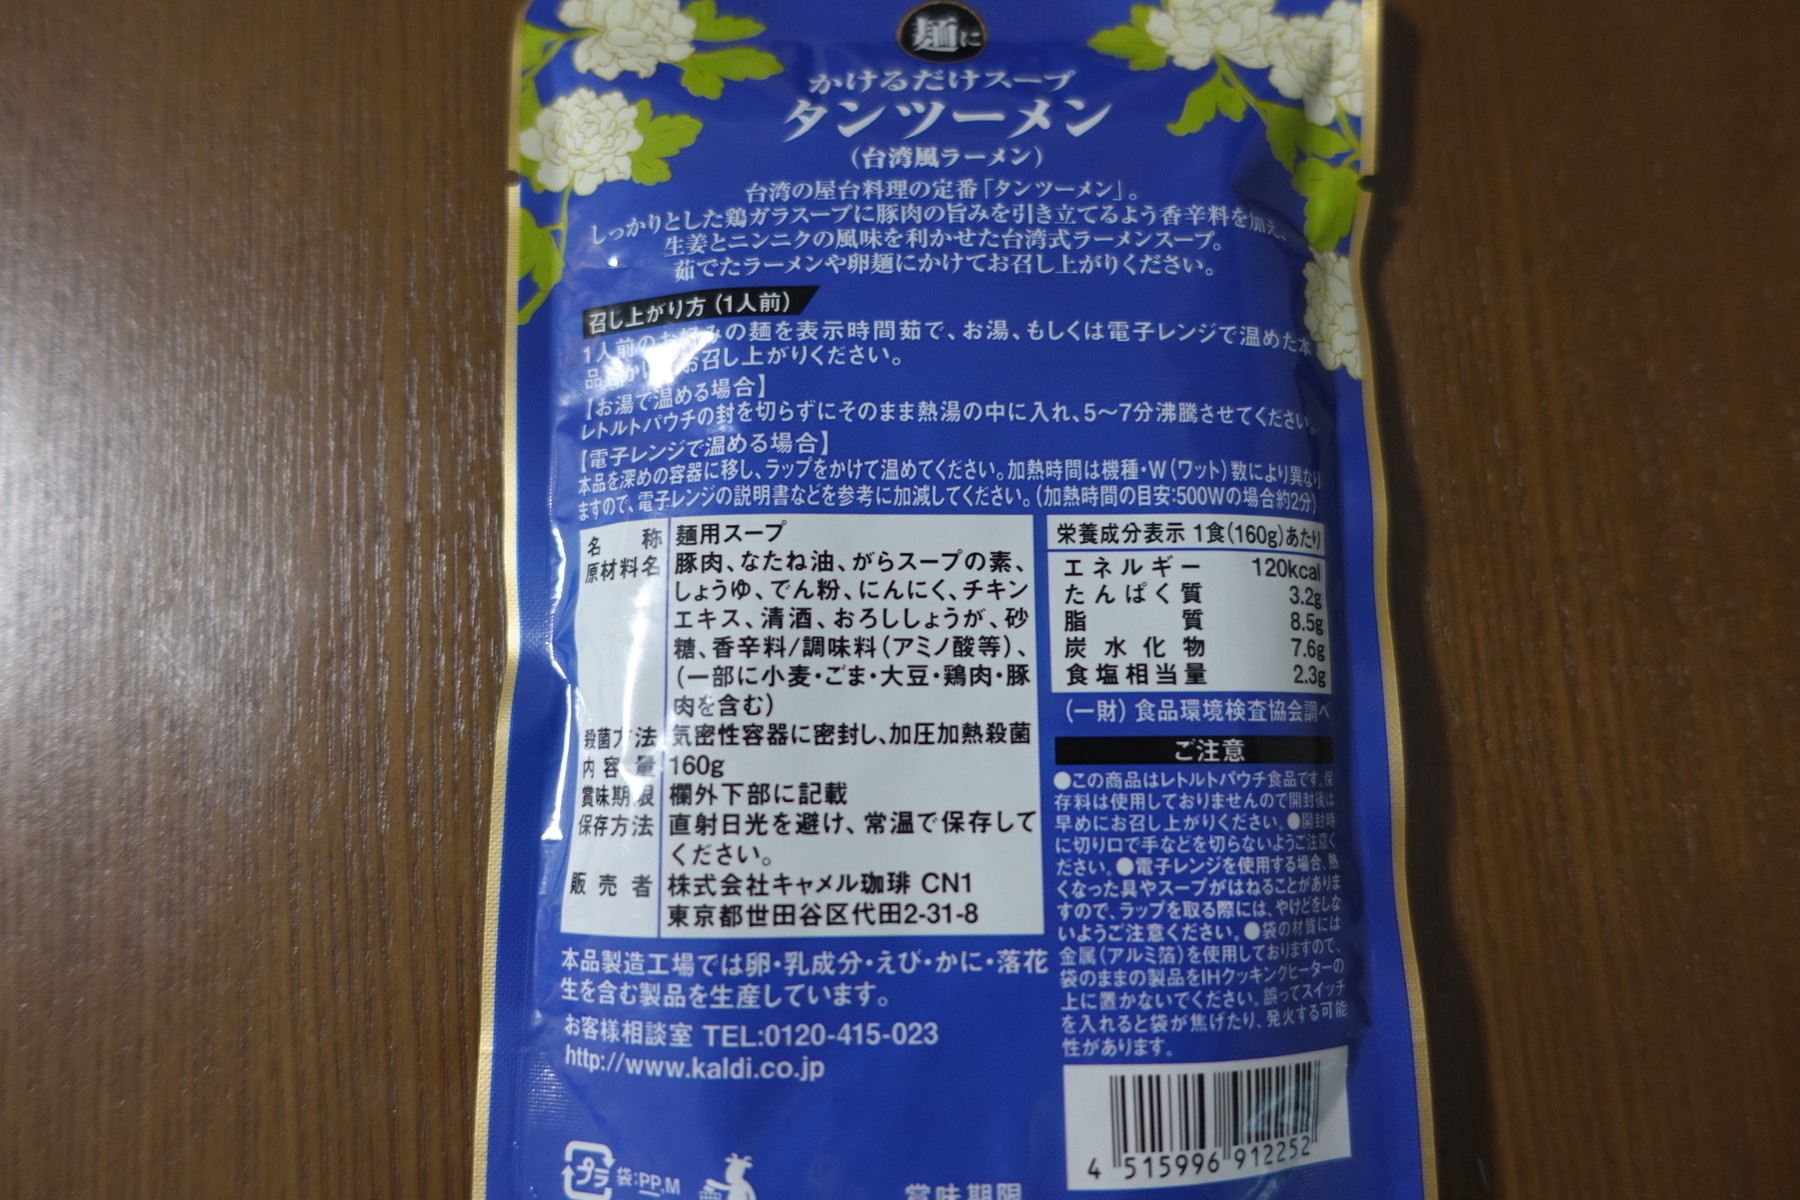 麺に
かけるだけスープ
タンツーメン
(台湾風ラーメン)
台湾の屋台料理の定番「タンツーメン」。
しっかりとした鶏ガラスープに豚肉の旨みを引き立てるよう香辛料を加え、
生姜とニンニクの風味を利かせた台湾式ラーメンスープ。
茹でたラーメンや卵麺にかけてお召し上がりください。
召し上がり方(1人前)
1人前のお好みの麺を表示時間茹で、お湯、もしくは電子レンジで温めた本
品をかけてお召し上がりください。
【お湯で温める場合】
レトルトパウチの封を切らずにそのまま熱湯の中に入れ、5〜7分沸騰させてください。
【電子レンジで温める場合】
本品を深めの容器に移し、ラップをかけて温めてください。加熱時間は機種・W(ワット)数により異なり
ますので、電子レンジの説明書などを参考に加減してください。(加熱時間の目安:500Wの場合約2分)
名称 麺用スープ
原材料名 豚肉、なたね油、がらスープの素、
しょうゆ、でん粉、にんにく、チキン
エキス、清酒、おろししょうが、砂
糖、香辛料/調味料(アミノ酸等)、
(一部に小麦・ごま・大豆・鶏肉・豚
肉を含む)
殺菌方法 気密性容器に密封し、加圧加熱殺菌
内容量 160g
賞味期限 欄外下部に記載
保存方法 直射日光を避け、常温で保存して
ください。
販売者 株式会社キャメル珈琲 CN1
東京都世田谷区代田2-31-8
本品製造工場では卵・乳成分・えび・かに・落花
生を含む製品を生産しています。
お客様相談室 TEL:0120-415-023
http://www.kaldi.co.jp
プラ 袋:PP,M
賞味期限
栄養成分表示 1食(160g)あたり
エネルギー 120kcal
たんぱく質 3.2g
脂質 8.5g
炭水化物 7.6g
食塩相当量 2.3g
(一財)食品環境検査協会調べ
ご注意
●この商品はレトルトパウチ食品です。保
存料は使用しておりませんので開封後は
早めにお召し上がりください。●開封時
に切り口で手などを切らないようご注意く
ださい。●電子レンジを使用する場合、熱
くなった具やスープがはねることがありま
すので、ラップを取る際には、やけどをしな
いようご注意ください。●袋の材質には
金属(アルミ箔)を使用しておりますので、
袋のままの製品をIHクッキングヒーターの
上に置かないでください。誤ってスイッチ
を入れると袋が焦げたり、発火する可能
性があります。
4 515996 912252